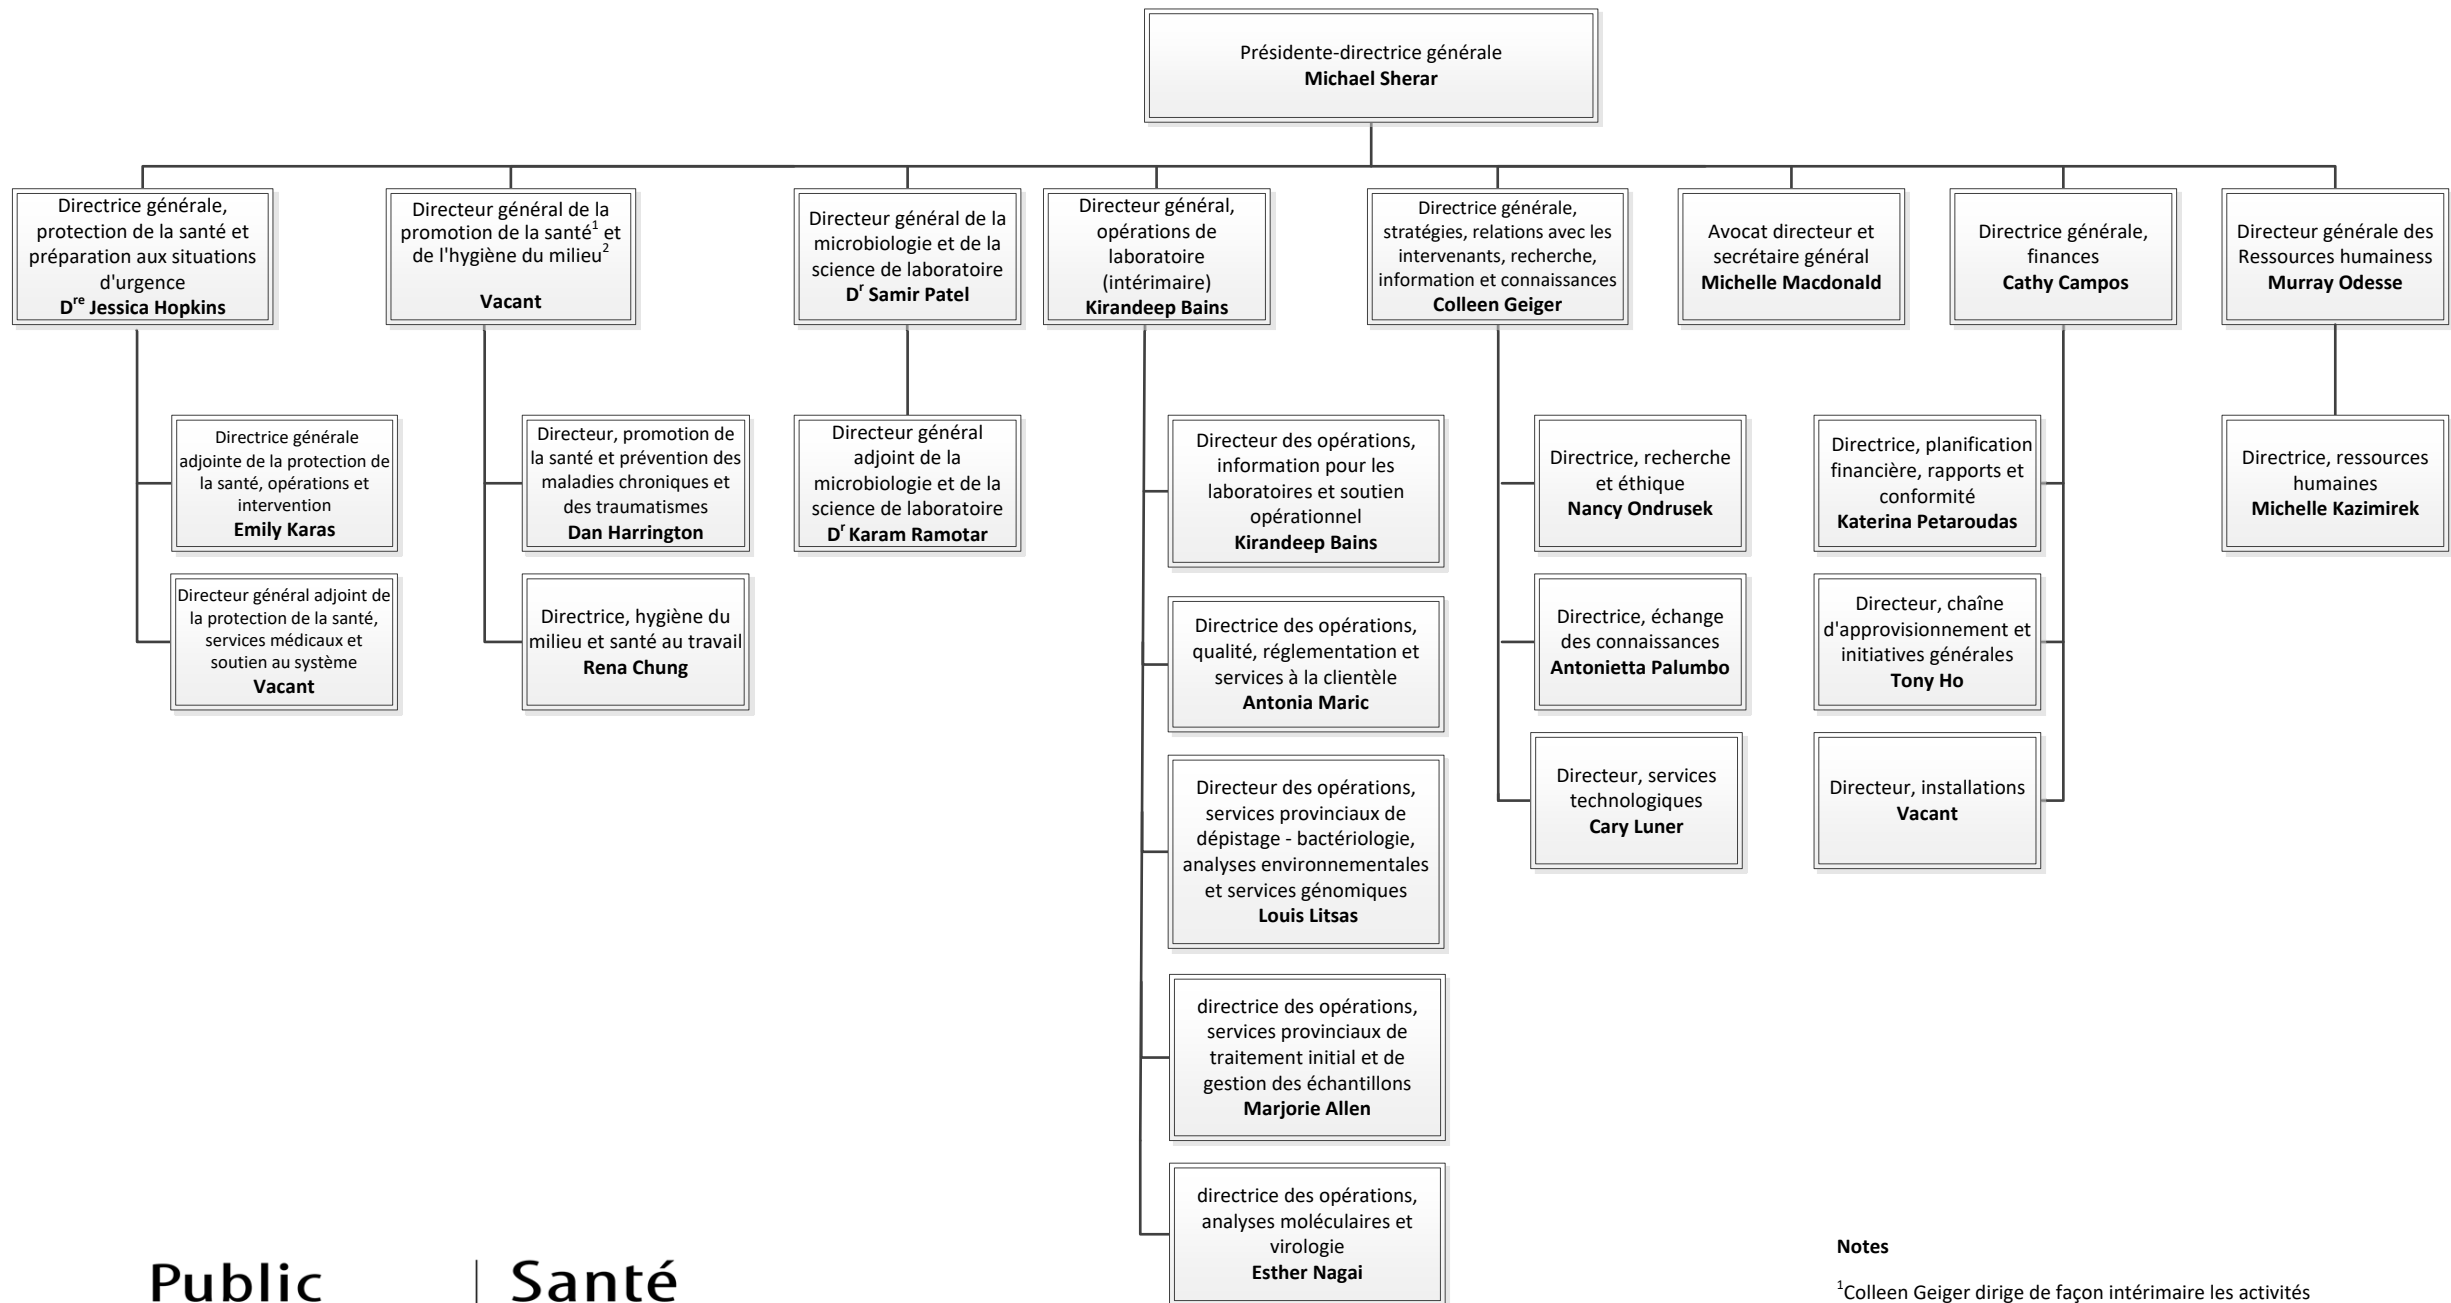 Présidente-directrice générale
Michael Sherar
Directrice générale,
protection de la santé et
préparation aux situations
d'urgence
Dre Jessica Hopkins
Directeur général de la
promotion de la santé1 et
de l'hygiène du milieu2
Vacant
Directeur général de la
microbiologie et de la
science de laboratoire
Dr Samir Patel
Directeur général,
opérations de
laboratoire
(intérimaire)
Kirandeep Bains
Directrice générale,
stratégies, relations avec les
intervenants, recherche,
information et connaissances
Colleen Geiger
Avocat directeur et
secrétaire général
Michelle Macdonald
Directrice générale,
finances
Cathy Campos
Directeur générale des
Ressources humainess
Murray Odesse
Directrice générale
adjointe de la protection de
la santé, opérations et
intervention
Emily Karas
Directeur général adjoint de
la protection de la santé,
services médicaux et
soutien au système
Vacant
Directeur, promotion de
la santé et prévention des
maladies chroniques et
des traumatismes
Dan Harrington
Directrice, hygiène du
milieu et santé au travail
Rena Chung
Directeur général
adjoint de la
microbiologie et de la
science de laboratoire
Dr Karam Ramotar
Directeur des opérations,
information pour les
laboratoires et soutien
opérationnel
Kirandeep Bains
Directrice des opérations,
qualité, réglementation et
services à la clientèle
Antonia Maric
Directeur des opérations,
services provinciaux de
dépistage - bactériologie,
analyses environnementales
et services génomiques
Louis Litsas
directrice des opérations,
services provinciaux de
traitement initial et de
gestion des échantillons
Marjorie Allen
directrice des opérations,
analyses moléculaires et
virologie
Esther Nagai
Directrice, recherche
et éthique
Nancy Ondrusek
Directrice, échange
des connaissances
Antonietta Palumbo
Directeur, services
technologiques
Cary Luner
Directrice, planification
financière, rapports et
conformité
Katerina Petaroudas
Directeur, chaîne
d'approvisionnement et
initiatives générales
Tony Ho
Directeur, installations
Vacant
Directrice, ressources
humaines
Michelle Kazimirek
Public
Santé
Notes
1Colleen Geiger dirige de façon intérimaire les activités